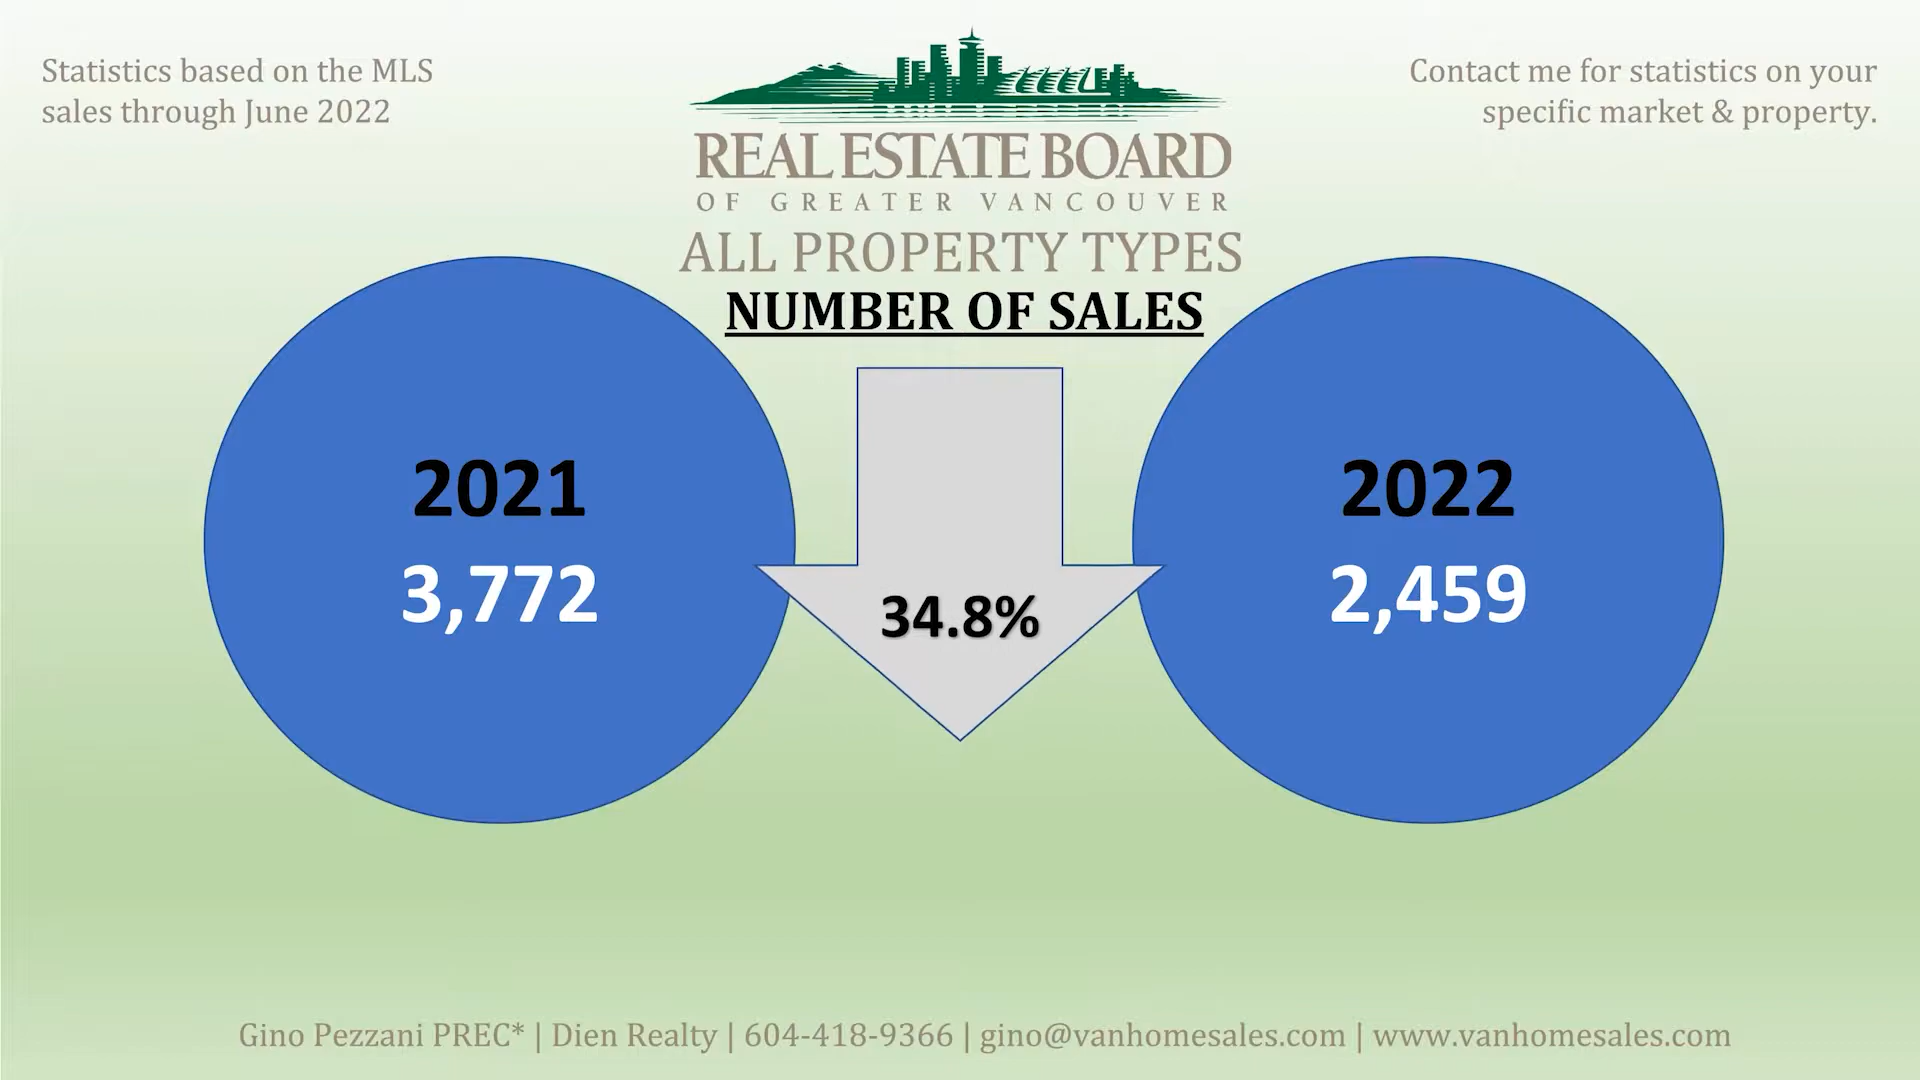 Statistics based on the MLS
sales through June 2022
Contact me for statistics on your
specific market & property.
REAL ESTATE BOARD
OF GREATER VANCOUVER
ALL PROPERTY TYPES
NUMBER OF SALES
2021
3,772
34.8%
2022
2,459
Gino Pezzani PREC* | Dien Realty | 604-418-9366 | gino@vanhomesales.com | www.vanhomesales.com